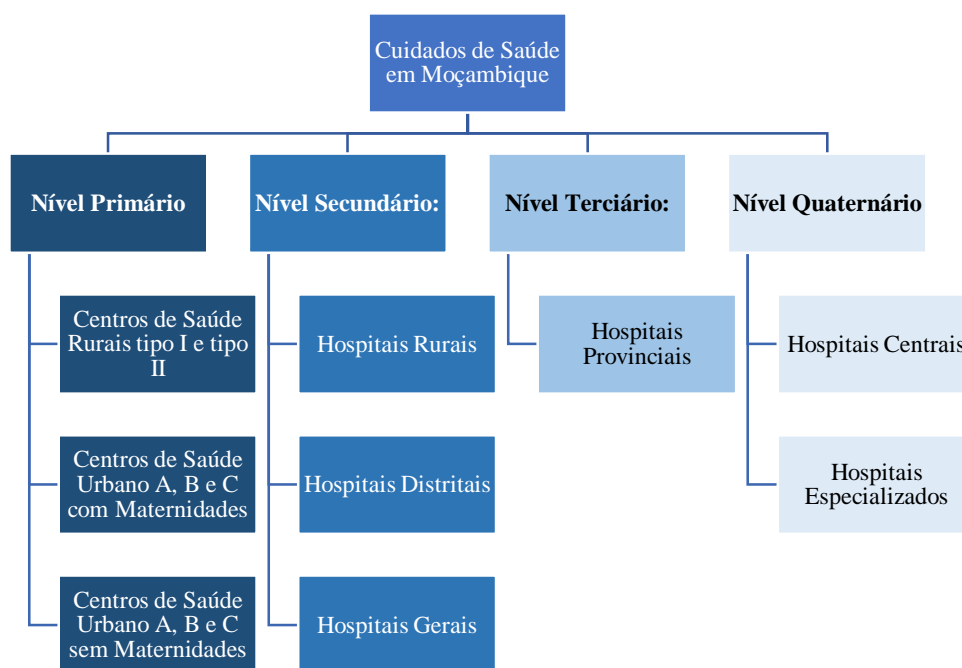 Cuidados de Saúde
em Moçambique
Nível Primário
Nível Secundário:
Nível Terciário:
Nível Quaternário
Centros de Saúde
Rurais tipo I e tipo
II
Hospitais Rurais
Hospitais
Provinciais
Hospitais Centrais
Centros de Saúde
Urbano A, B e C
com Maternidades
Hospitais Distritais
Hospitais
Especializados
Centros de Saúde
Urbano A, B e C
sem Maternidades
Hospitais Gerais